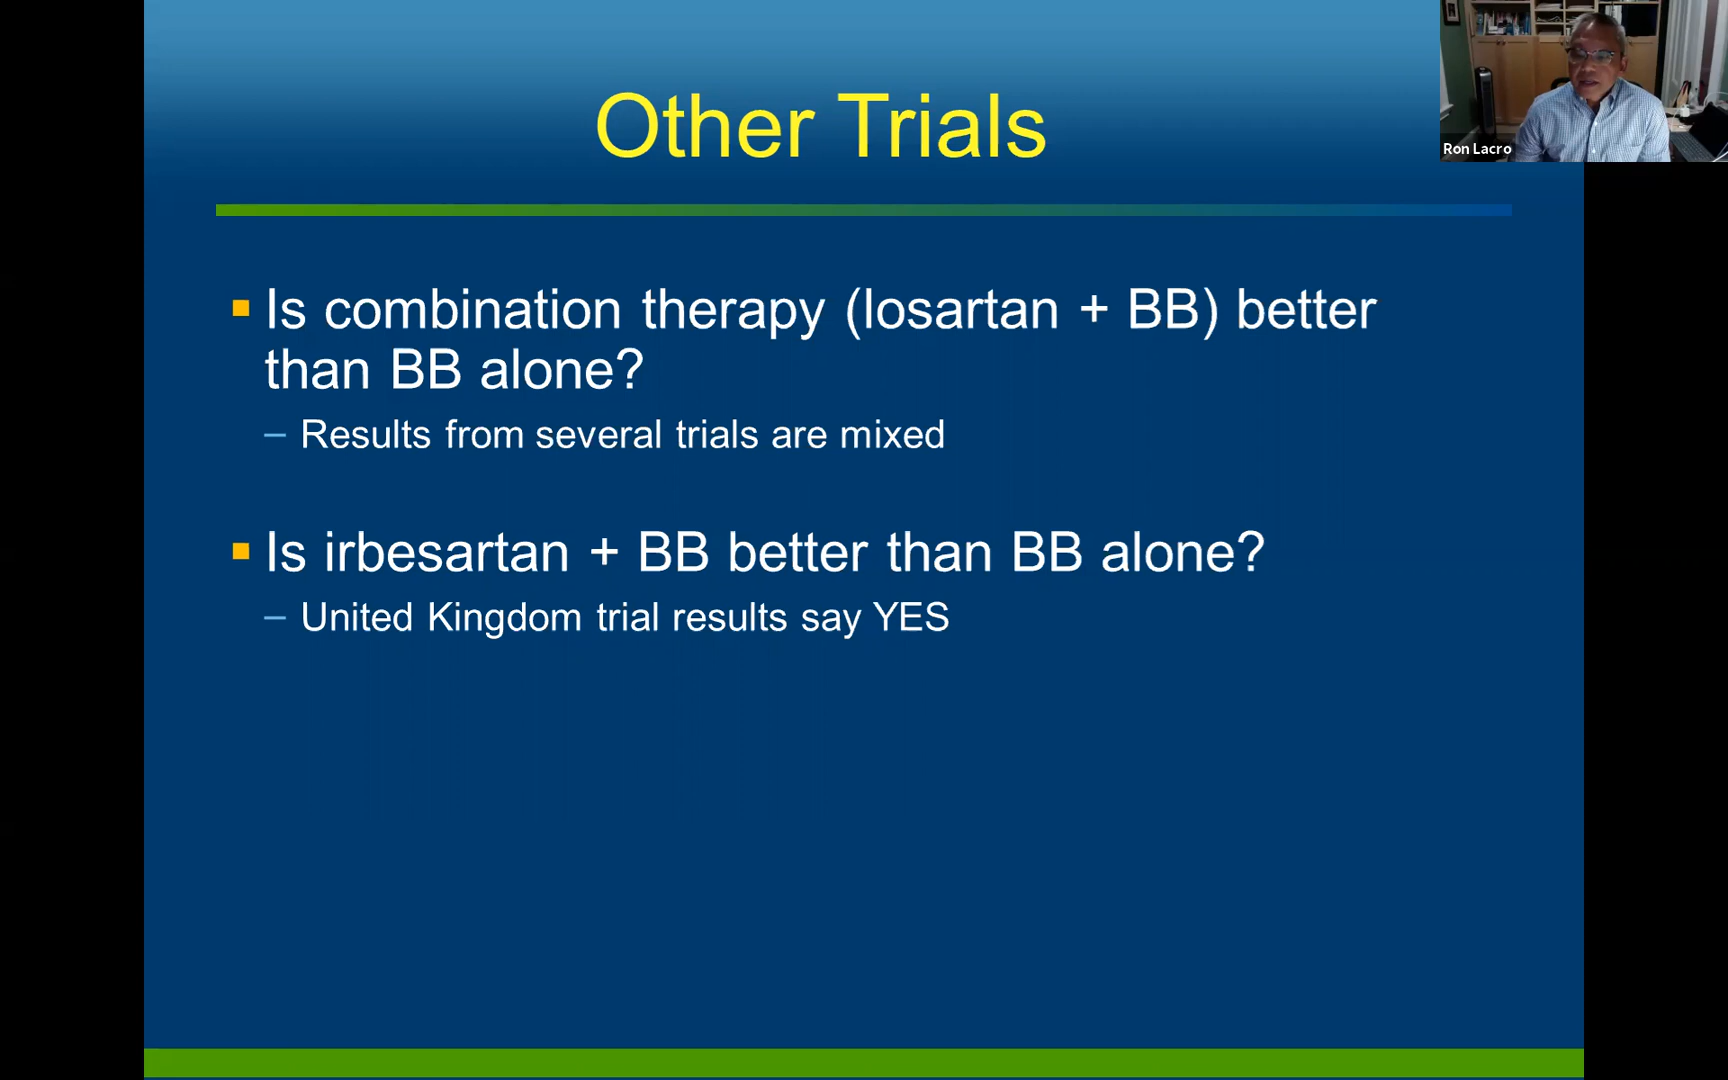 Other Trials
Ron Lacro
Is combination therapy (losartan + BB) better
than BB alone?
– Results from several trials are mixed
Is irbesartan + BB better than BB alone?
– United Kingdom trial results say YES